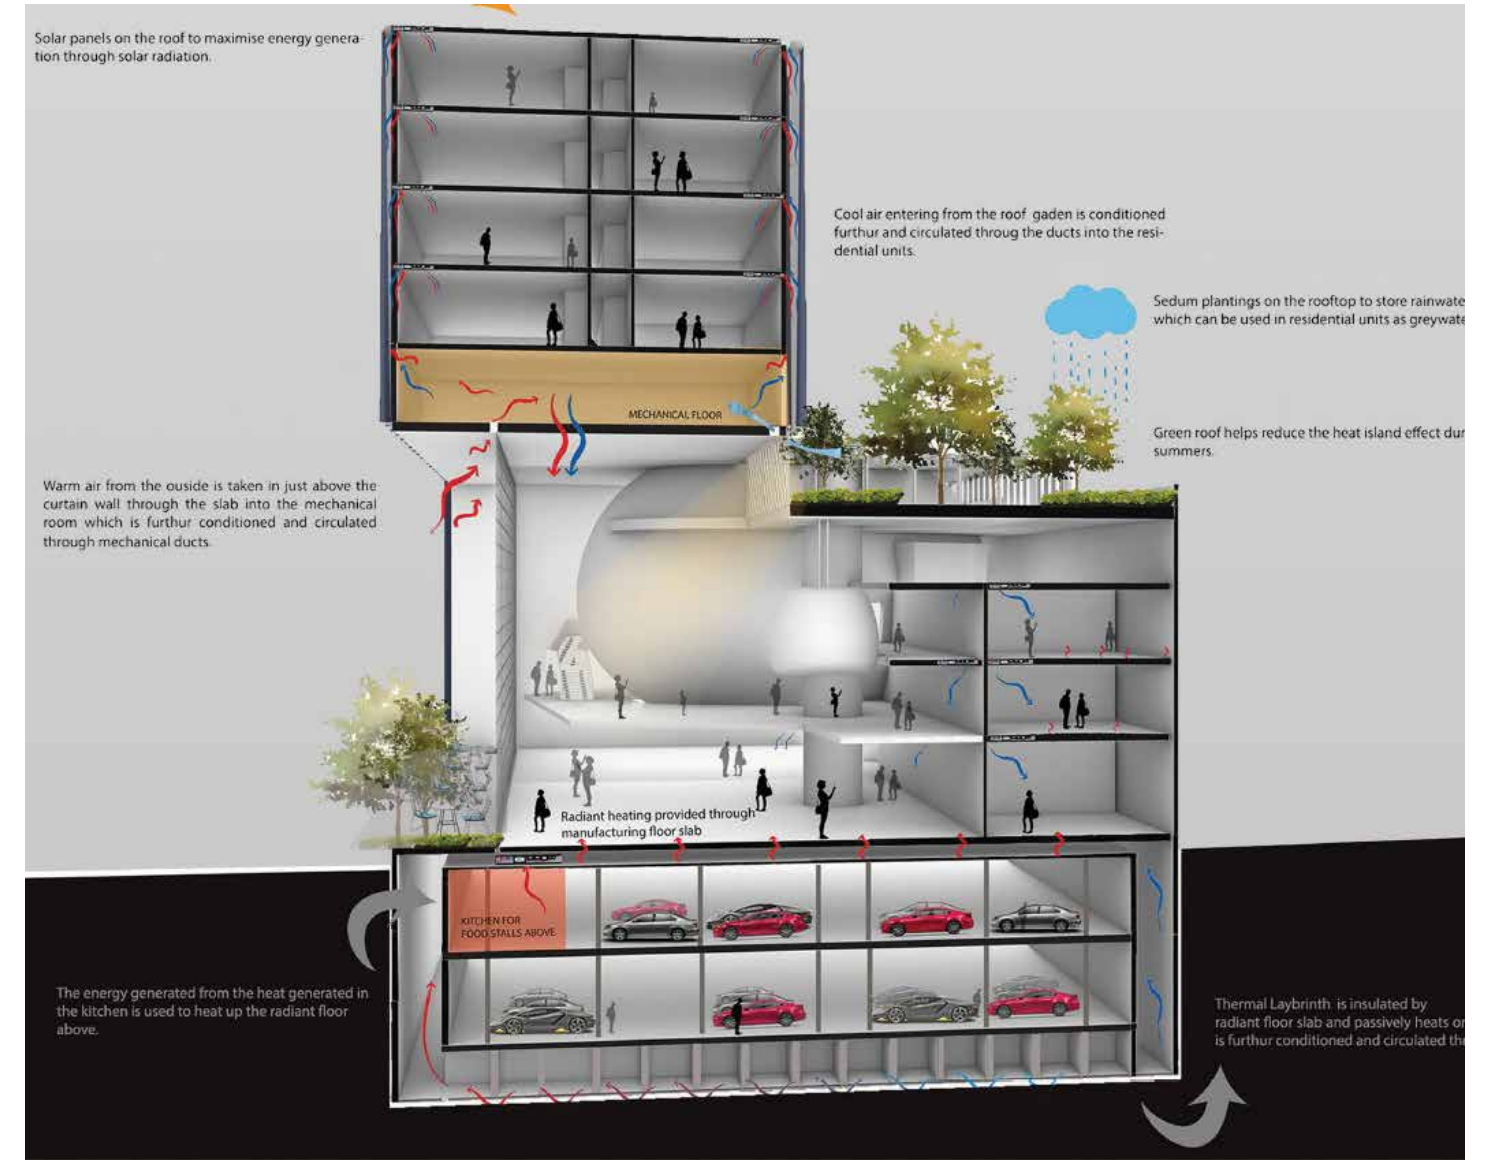 Solar panels on the roof to maximise energy genera-
tion through solar radiation.
Cool air entering from the roof gaden is conditioned
furthur and circulated throug the ducts into the resi-
dential units.
Sedum plantings on the rooftop to store rainwate
which can be used in residential units as greywate
MECHANICAL FLOOR
Green roof helps reduce the heat island effect dur
summers.
Warm air from the ouside is taken in just above the
curtain wall through the slab into the mechanical
room which is furthur conditioned and circulated
through mechanical ducts.
Radiant heating provided through
manufacturing floor slab
KITCHEN FOR
FOOD STALLS ABOVE
The energy generated from the heat generated in
the kitchen is used to heat up the radiant floor
above.
Thermal Laybrinth is insulated by
radiant floor slab and passively heats or
is furthur conditioned and circulated thr